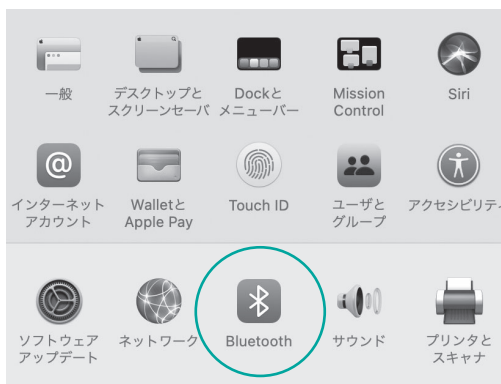 一般
デスクトップと
スクリーンセーバ
Dockと
メニューバー
Mission
Control
Siri
@
インターネット
アカウント
Walletと
Apple Pay
Touch ID
ユーザと
グループ
アクセシビリティ
ソフトウェア
アップデート
ネットワーク
Bluetooth
サウンド
プリンタと
スキャナ